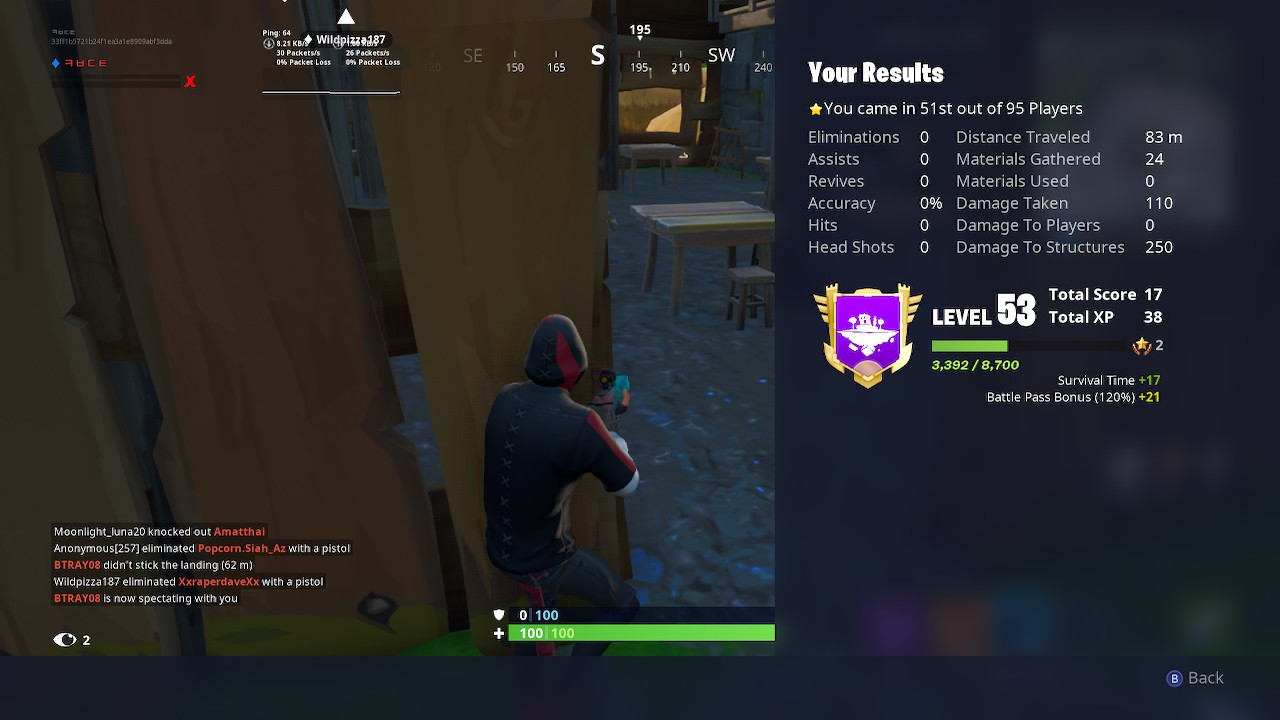 33ff1b5721b24f1ea3a1e8909abf3dda
Ping: 64
8.21 KB/s
30 Packets/s
26 Packets/s
0% Packet Loss
0% Packet Loss
Wildpizza187
195
SE
S
SW
120
150
165
195
210
240
Your Results
You came in 51st out of 95 Players
Eliminations 0 Distance Traveled 83 m
Assists 0 Materials Gathered 24
Revives 0 Materials Used 0
Accuracy 0% Damage Taken 110
Hits 0 Damage To Players 0
Head Shots 0 Damage To Structures 250
LEVEL 53
Total Score 17
Total XP 38
2
3,392 / 8,700
Survival Time +17
Battle Pass Bonus (120%) +21
Moonlight_luna20 knocked out Amatthai
Anonymous[257] eliminated Popcorn.Siah_Az with a pistol
BTRAY08 didn't stick the landing (62 m)
Wildpizza187 eliminated XxraperdaveXx with a pistol
BTRAY08 is now spectating with you
2
0 | 100
100 | 100
B Back